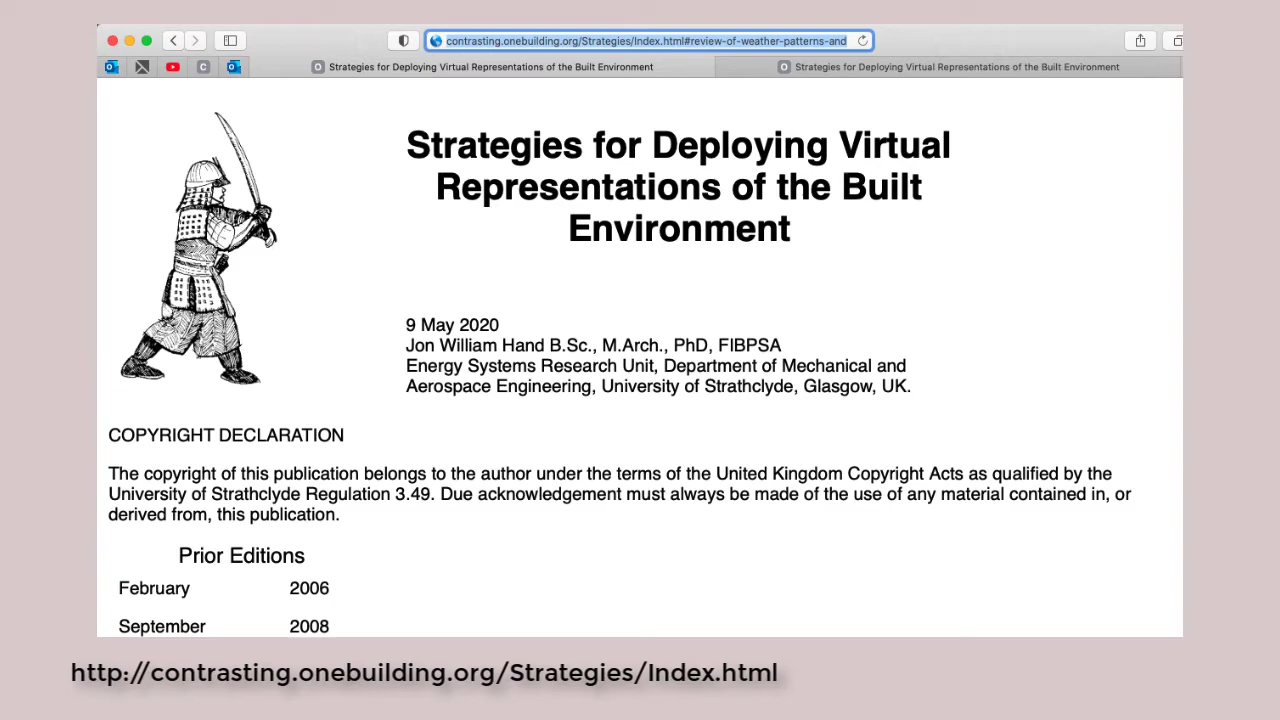 contrasting.onebuilding.org/Strategies/Index.html#review-of-weather-patterns-and
Strategies for Deploying Virtual Representations of the Built Environment
Strategies for Deploying Virtual Representations of the Built Environment
Strategies for Deploying Virtual
Representations of the Built
Environment
9 May 2020
Jon William Hand B.Sc., M.Arch., PhD, FIBPSA
Energy Systems Research Unit, Department of Mechanical and
Aerospace Engineering, University of Strathclyde, Glasgow, UK.
COPYRIGHT DECLARATION
The copyright of this publication belongs to the author under the terms of the United Kingdom Copyright Acts as qualified by the
University of Strathclyde Regulation 3.49. Due acknowledgement must always be made of the use of any material contained in, or
derived from, this publication.
Prior Editions
February 2006
September 2008
http://contrasting.onebuilding.org/Strategies/Index.html